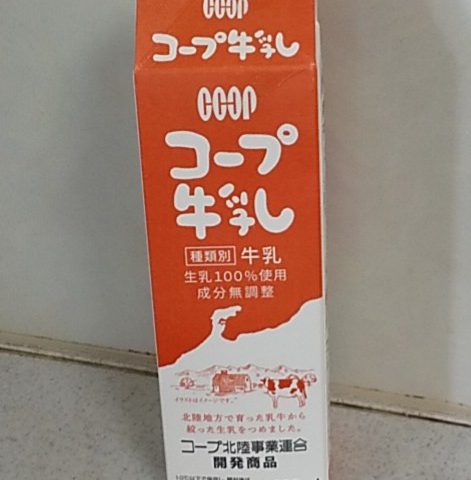 COOP
コープ牛乳
COOP
コープ
牛乳
種類別 牛乳
生乳100%使用
成分無調整
イラストはイメージです。
北陸地方で育った乳牛から
絞った生乳をつめました。
コープ北陸事業連合
開発商品